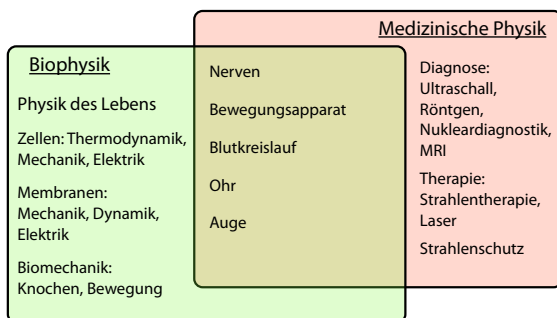 Medizinische Physik
Biophysik
Physik des Lebens
Zellen: Thermodynamik,
Mechanik, Elektrik
Membranen:
Mechanik, Dynamik,
Elektrik
Biomechanik:
Knochen, Bewegung
Nerven
Bewegungsapparat
Blutkreislauf
Ohr
Auge
Diagnose:
Ultraschall,
Röntgen,
Nukleardiagnostik,
MRI
Therapie:
Strahlentherapie,
Laser
Strahlenschutz